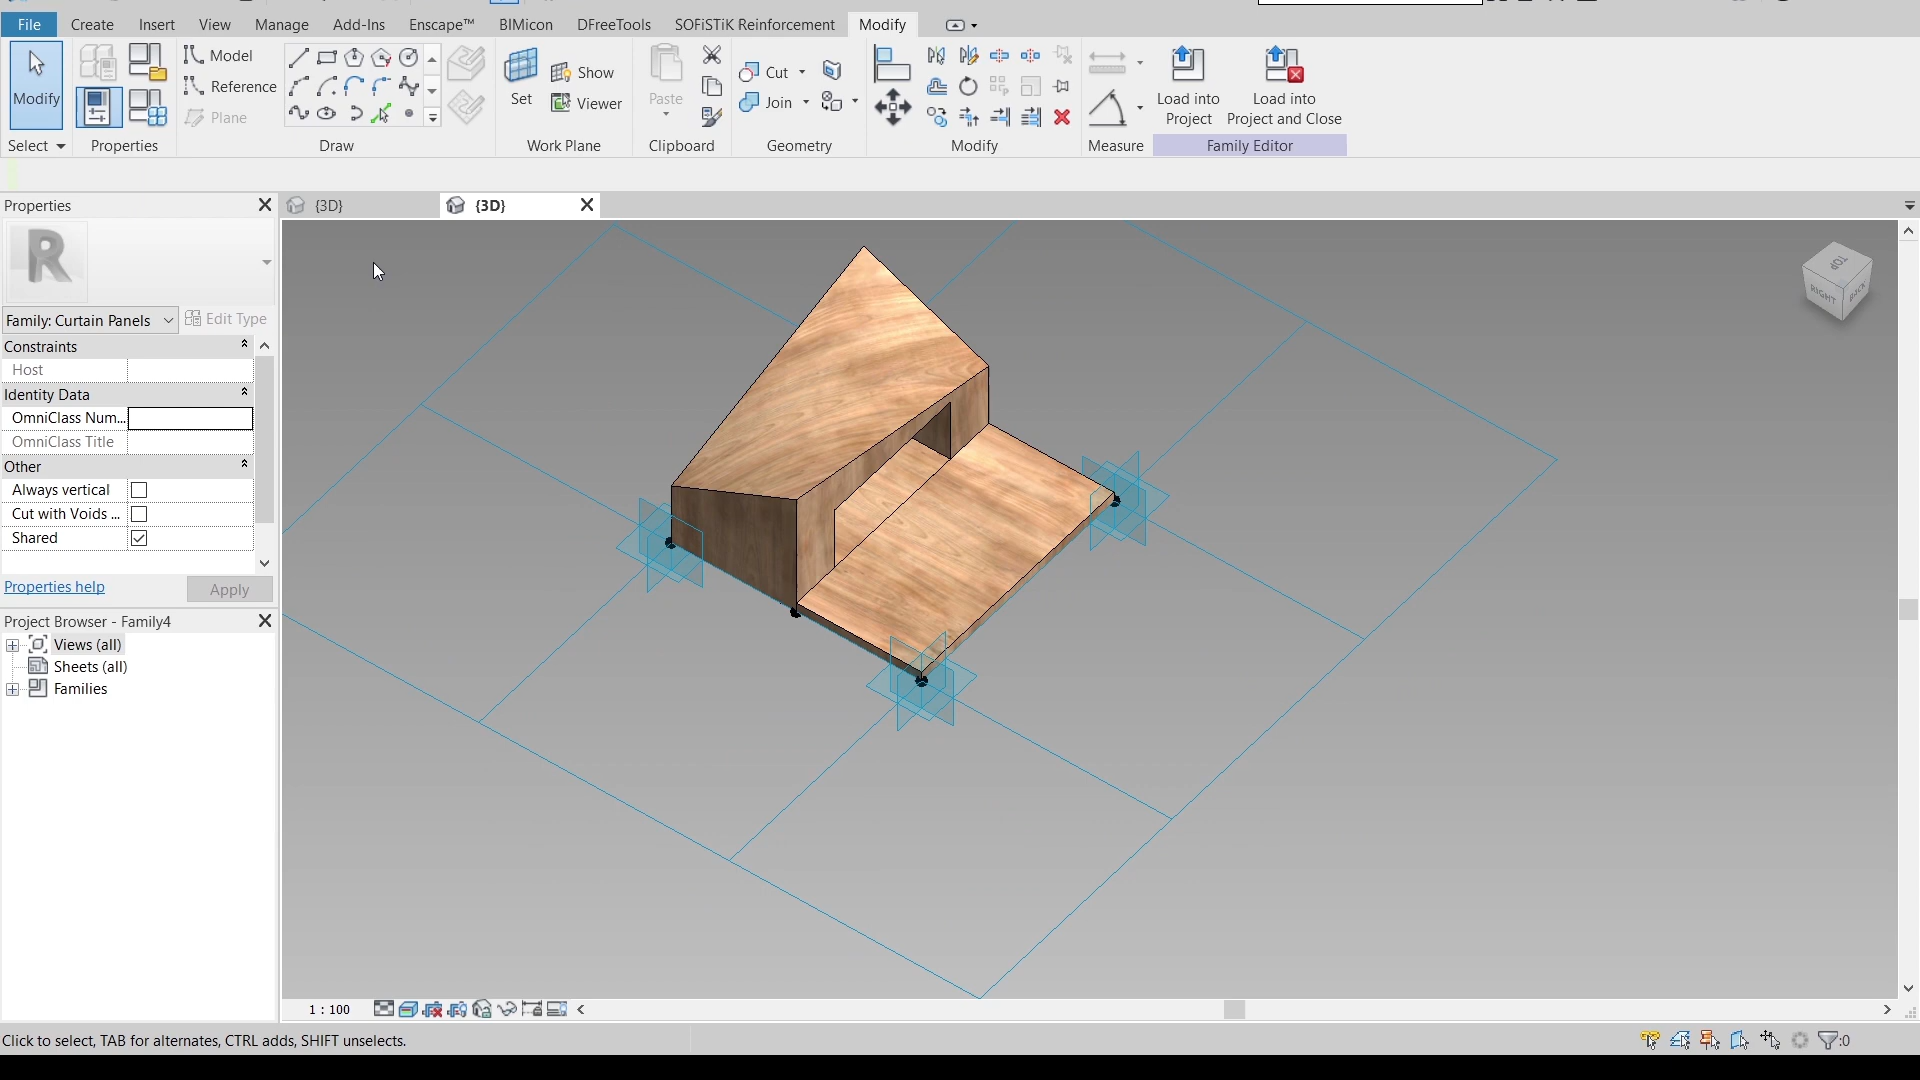 File Create Insert View Manage Add-Ins Enscape™ BIMicon DFreeTools SOFiSTiK Reinforcement Modify
Modify
Model
Reference
Plane
Set
Show
Viewer
Paste
Cut
Join
Load into
Project
Load into
Project and Close
Select Properties Draw Work Plane Clipboard Geometry Modify Measure Family Editor
Properties
{3D}
{3D}
R
Family: Curtain Panels Edit Type
Constraints
Host
Identity Data
OmniClass Num...
OmniClass Title
Other
Always vertical
Cut with Voids ...
Shared
Properties help Apply
Project Browser - Family4
Views (all)
Sheets (all)
Families
TOP
RIGHT BACK
1 : 100
Click to select, TAB for alternates, CTRL adds, SHIFT unselects.
:0